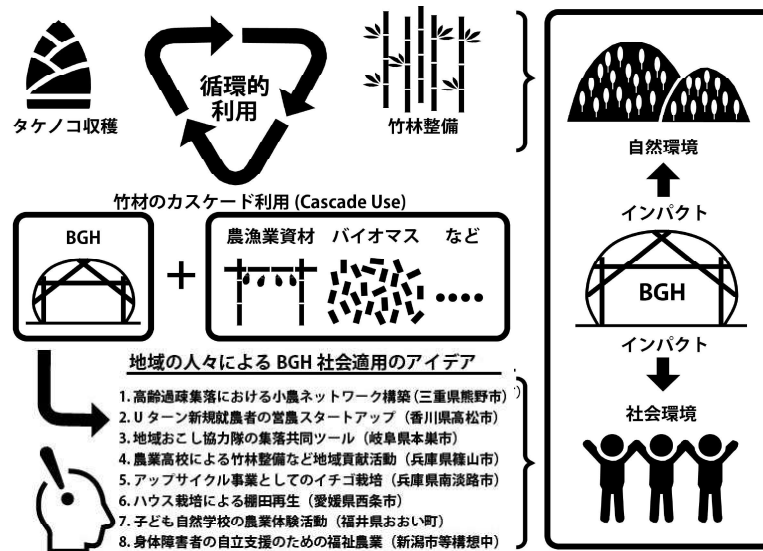 タケノコ収穫
循環的
利用
竹林整備
竹材のカスケード利用 (Cascade Use)
BGH
+
農漁業資材 バイオマス など
地域の人々による BGH 社会適用のアイデア
1. 高齢過疎集落における小農ネットワーク構築 (三重県熊野市)
2. U ターン新規就農者の営農スタートアップ（香川県高松市）
3. 地域おこし協力隊の集落共同ツール（岐阜県本巣市）
4. 農業高校による竹林整備など地域貢献活動（兵庫県篠山市）
5. アップサイクル事業としてのイチゴ栽培（兵庫県南淡路市）
6. ハウス栽培による棚田再生（愛媛県西条市）
7. 子ども自然学校の農業体験活動（福井県おおい町）
8. 身体障害者の自立支援のための福祉農業（新潟市等構想中）
自然環境
インパクト
BGH
インパクト
社会環境